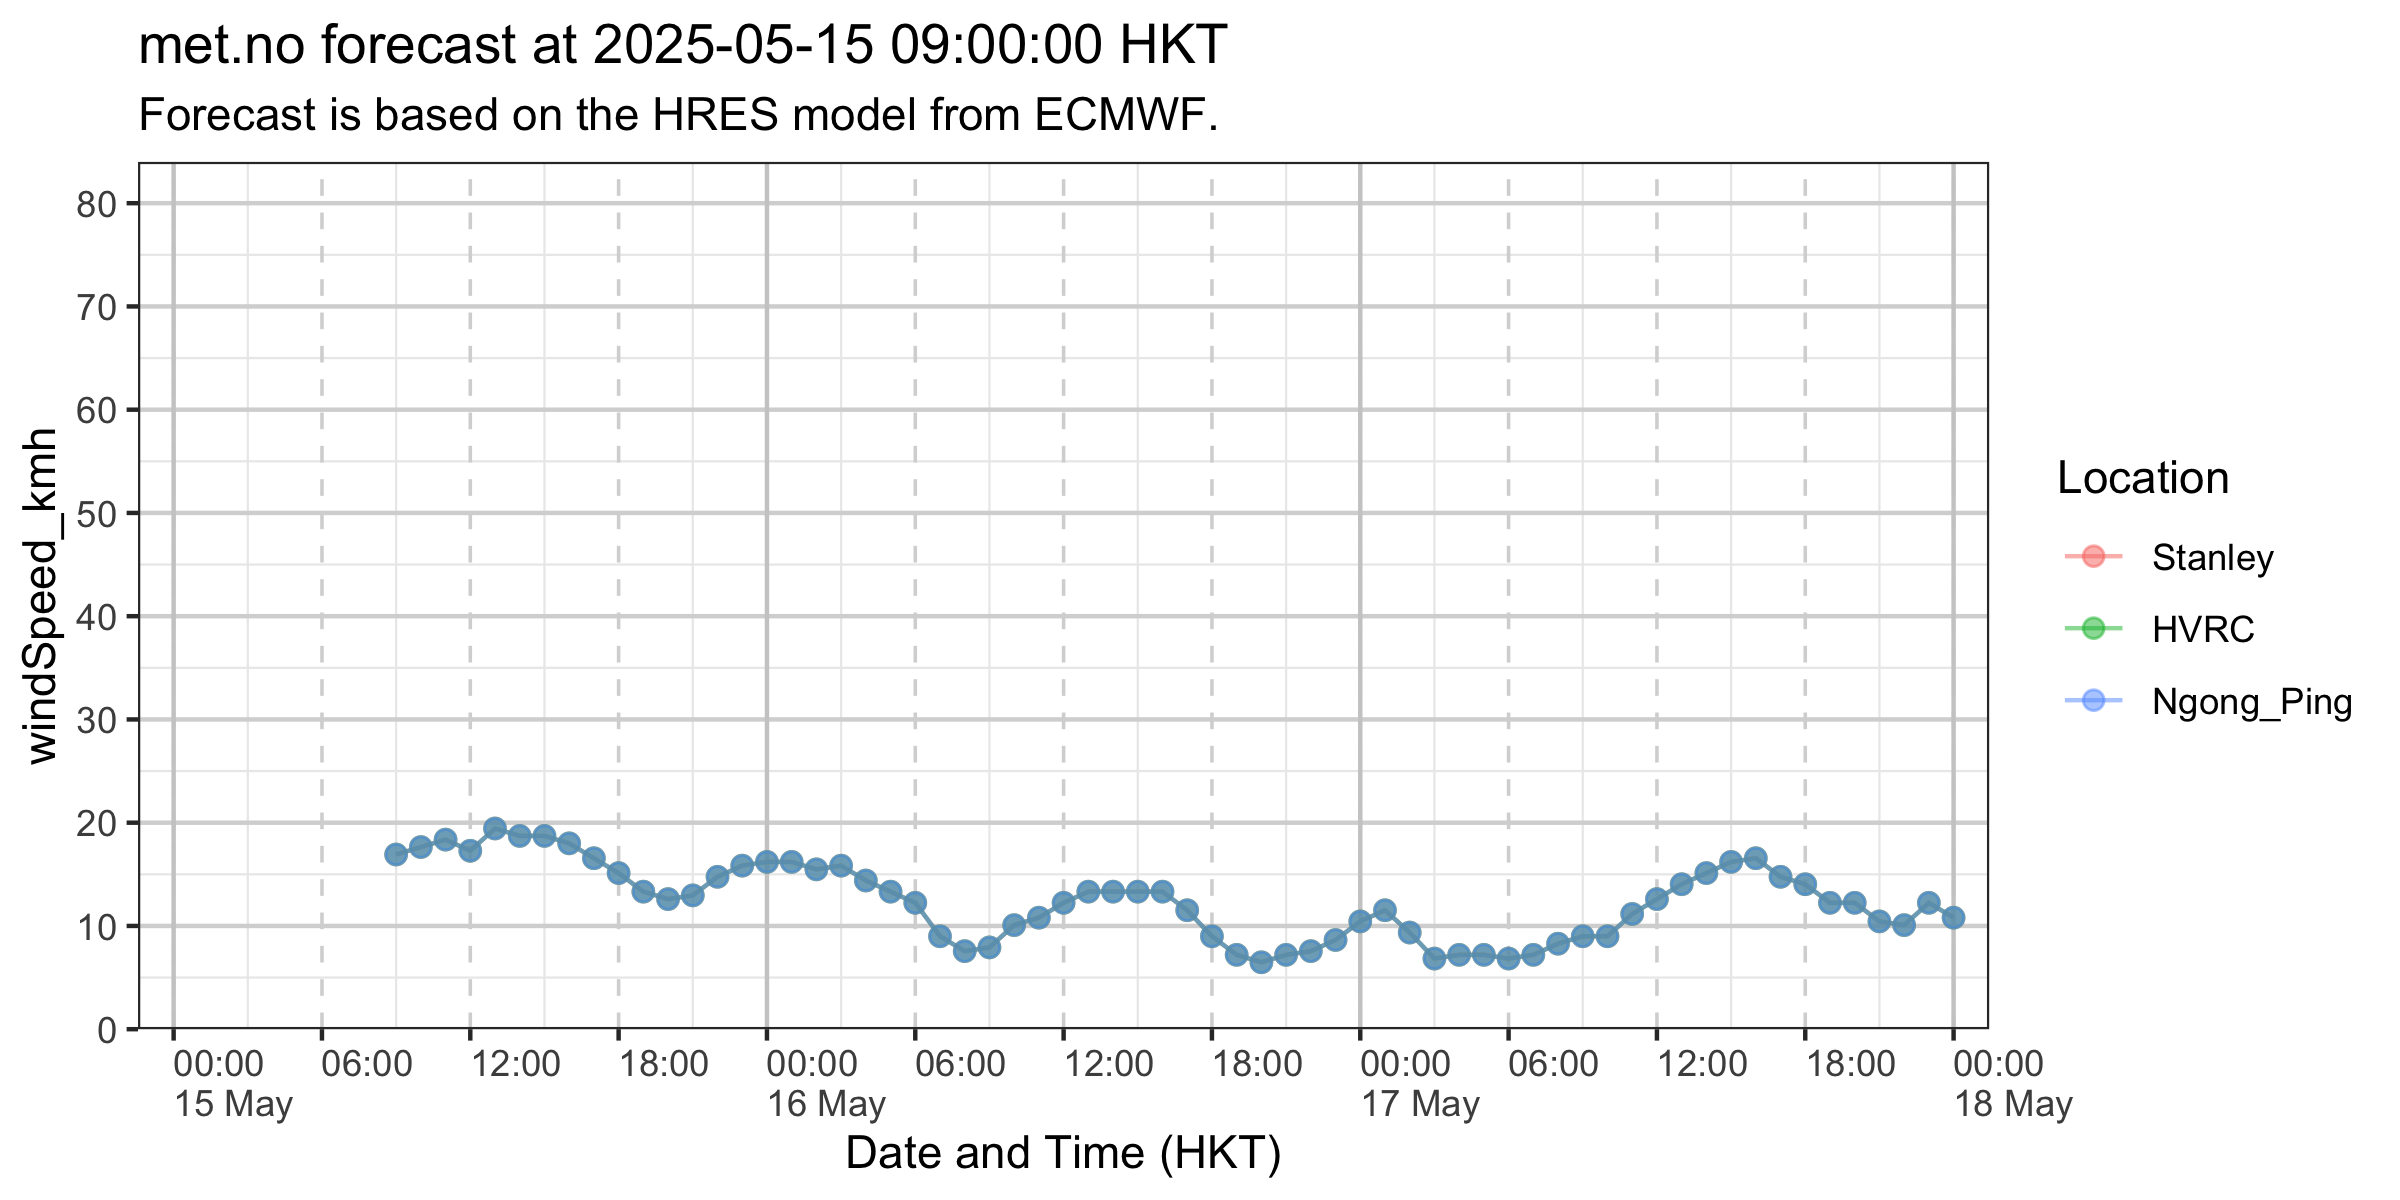 met.no forecast at 2025-05-15 09:00:00 HKT
Forecast is based on the HRES model from ECMWF.
windSpeed_kmh
80
70
60
50
40
30
20
10
0
00:00 06:00 12:00 18:00 00:00 06:00 12:00 18:00 00:00 06:00 12:00 18:00 00:00
15 May 16 May 17 May 18 May
Date and Time (HKT)
Location
Stanley
HVRC
Ngong_Ping